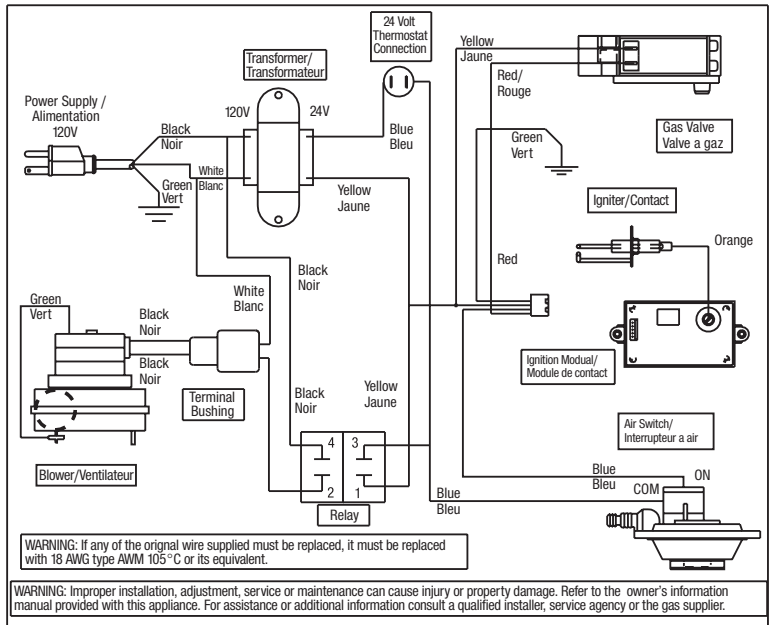 24 Volt
Thermostat
Connection
Yellow
Jaune
Transformer/
Transformateur
Red/
Rouge
Power Supply /
Alimentation
120V
120V
24V
Black
Noir
Blue
Bleu
Green
Vert
Gas Valve
Valve a gaz
White
Blanc
Green
Vert
Yellow
Jaune
Igniter/Contact
Orange
Red
Black
Noir
White
Blanc
Green
Vert
Black
Noir
Black
Noir
Ignition Modual/
Module de contact
Terminal
Bushing
Black
Noir
Yellow
Jaune
Air Switch/
Interrupteur a air
4
3
2
1
Relay
Blower/Ventilateur
Blue
Bleu
ON
COM
Blue
Bleu
WARNING: If any of the orignal wire supplied must be replaced, it must be replaced
with 18 AWG type AWM 105°C or its equivalent.
WARNING: Improper installation, adjustment, service or maintenance can cause injury or property damage. Refer to the owner's information
manual provided with this appliance. For assistance or additional information consult a qualified installer, service agency or the gas supplier.